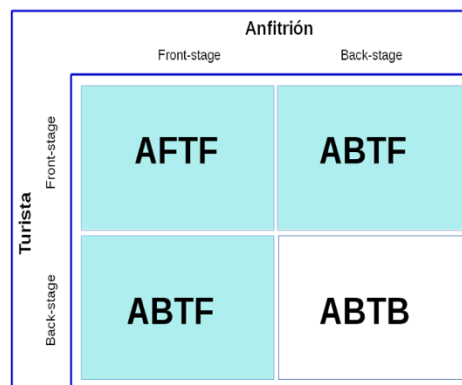 Anfitrión
Front-stage Back-stage
Turista
Front-stage
AFTF ABTF
Back-stage
ABTF ABTB